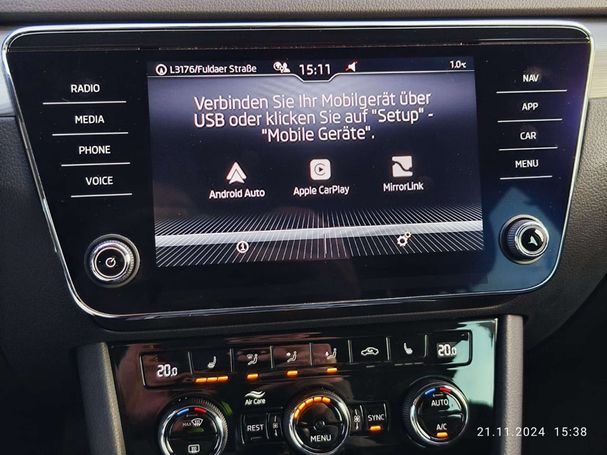 L3176/Fuldaer Straße 15:11 1.0°C
RADIO
MEDIA
PHONE
VOICE
Verbinden Sie Ihr Mobilgerät über
USB oder klicken Sie auf "Setup" -
"Mobile Geräte".
Android Auto Apple CarPlay MirrorLink
NAV
APP
CAR
MENU
20.0 20.0
Air Care
MAX
REST
MENU
SYNC
AUTO
A/C
21.11.2024 15:38